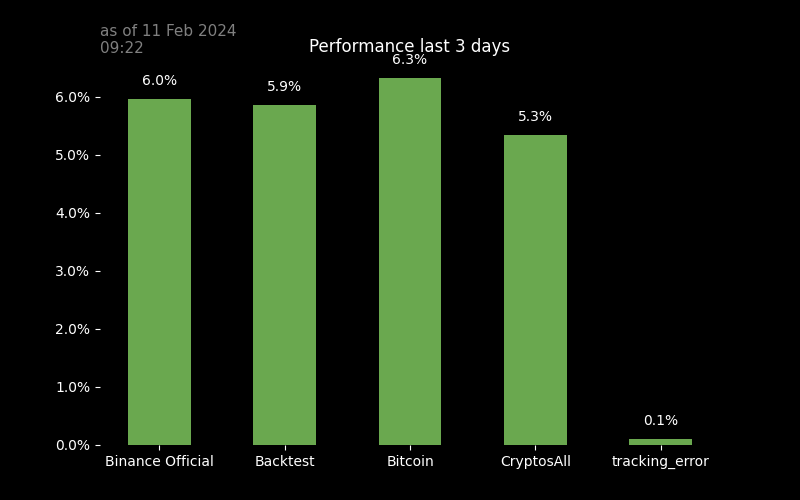 as of 11 Feb 2024
09:22
Performance last 3 days
6.0%
5.9%
6.3%
5.3%
0.1%
6.0%
5.0%
4.0%
3.0%
2.0%
1.0%
0.0%
Binance Official
Backtest
Bitcoin
CryptosAll
tracking_error